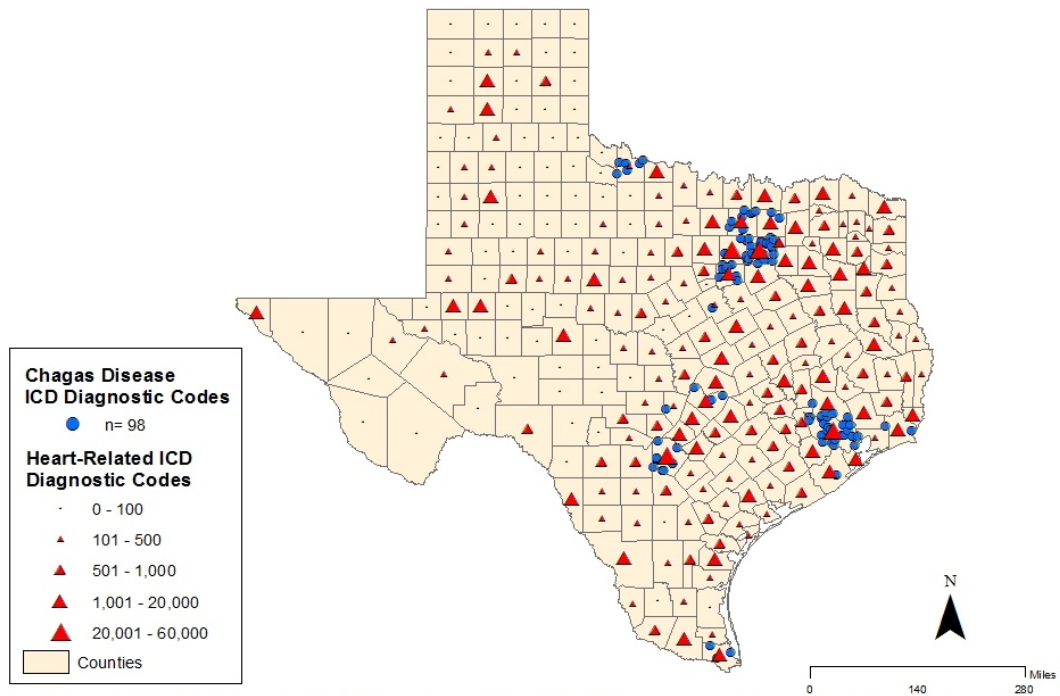 Chagas Disease
ICD Diagnostic Codes
n= 98
Heart-Related ICD
Diagnostic Codes
0 - 100
101 - 500
501 - 1,000
1,001 - 20,000
20,001 - 60,000
Counties
N
Miles
0 140 280